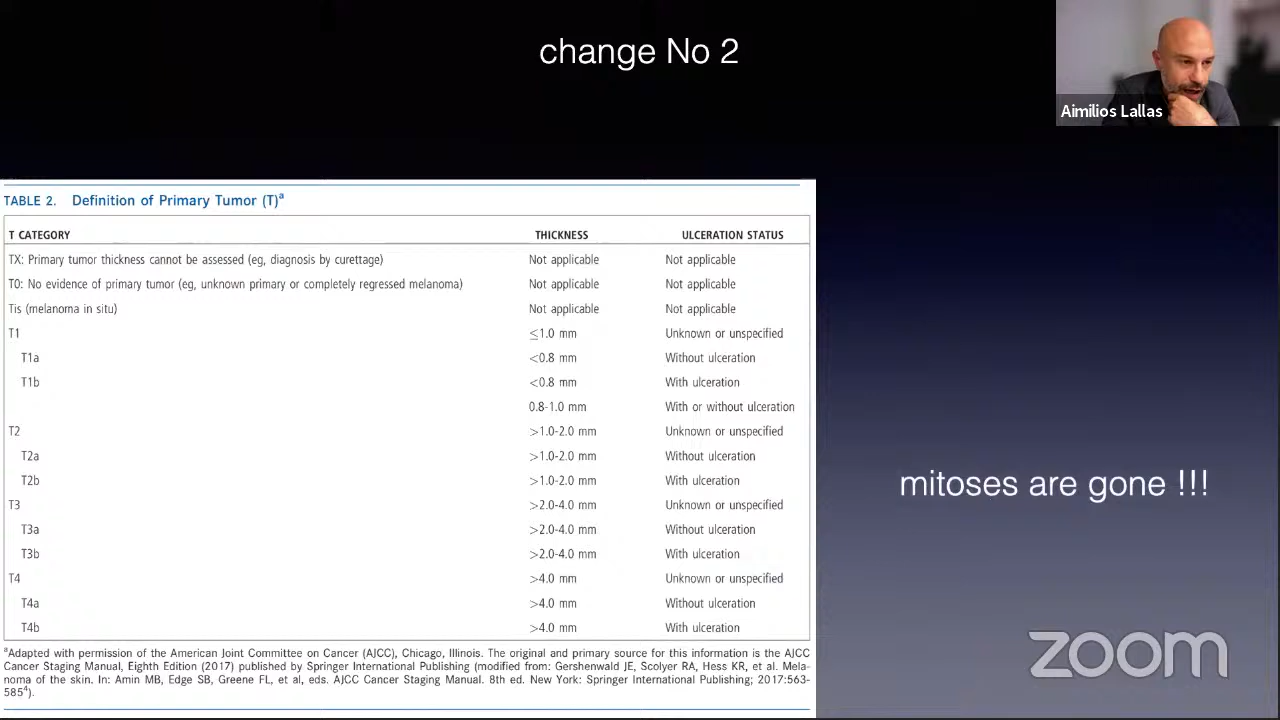 change No 2
Aimilios Lallas
TABLE 2. Definition of Primary Tumor (T)a
T CATEGORY THICKNESS ULCERATION STATUS
TX: Primary tumor thickness cannot be assessed (eg, diagnosis by curettage) Not applicable Not applicable
T0: No evidence of primary tumor (eg, unknown primary or completely regressed melanoma) Not applicable Not applicable
Tis (melanoma in situ) Not applicable Not applicable
T1 ≤1.0 mm Unknown or unspecified
T1a <0.8 mm Without ulceration
T1b <0.8 mm With ulceration
0.8-1.0 mm With or without ulceration
T2 >1.0-2.0 mm Unknown or unspecified
T2a >1.0-2.0 mm Without ulceration
T2b >1.0-2.0 mm With ulceration
T3 >2.0-4.0 mm Unknown or unspecified
T3a >2.0-4.0 mm Without ulceration
T3b >2.0-4.0 mm With ulceration
T4 >4.0 mm Unknown or unspecified
T4a >4.0 mm Without ulceration
T4b >4.0 mm With ulceration
aAdapted with permission of the American Joint Committee on Cancer (AJCC), Chicago, Illinois. The original and primary source for this information is the AJCC
Cancer Staging Manual, Eighth Edition (2017) published by Springer International Publishing (modified from: Gershenwald JE, Scolyer RA, Hess KR, et al. Mela-
noma of the skin. In: Amin MB, Edge SB, Greene FL, et al, eds. AJCC Cancer Staging Manual. 8th ed. New York: Springer International Publishing; 2017:563-
5854).
mitoses are gone !!!
ZOOM